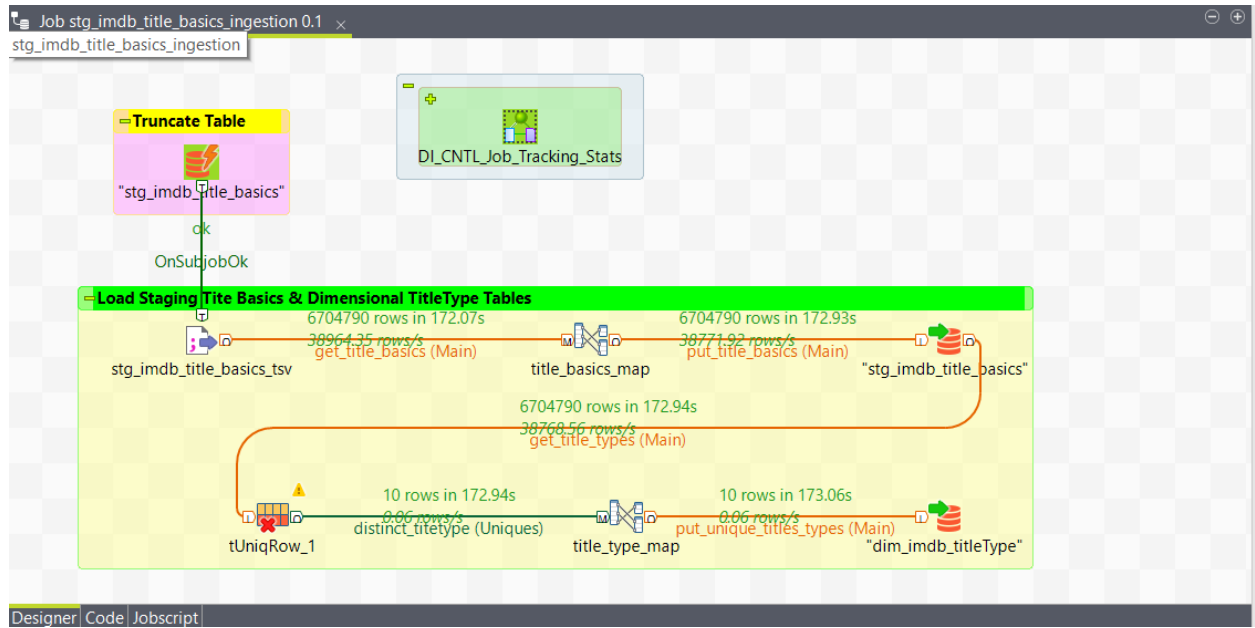 Job stg_imdb_title_basics_ingestion 0.1
stg_imdb_title_basics_ingestion
Truncate Table
"stg_imdb_title_basics"
DI_CNTL_Job_Tracking_Stats
ok
OnSubjobOk
Load Staging Tite Basics & Dimensional TitleType Tables
6704790 rows in 172.07s
38964.35 rows/s
get_title_basics (Main)
6704790 rows in 172.93s
38771.92 rows/s
put_title_basics (Main)
stg_imdb_title_basics_tsv
title_basics_map
"stg_imdb_title_basics"
6704790 rows in 172.94s
38768.56 rows/s
get_title_types (Main)
10 rows in 172.94s
0.06 rows/s
distinct_titetype (Uniques)
10 rows in 173.06s
0.06 rows/s
put_unique_titles_types (Main)
tUniqRow_1
title_type_map
"dim_imdb_titleType"
Designer Code Jobscript